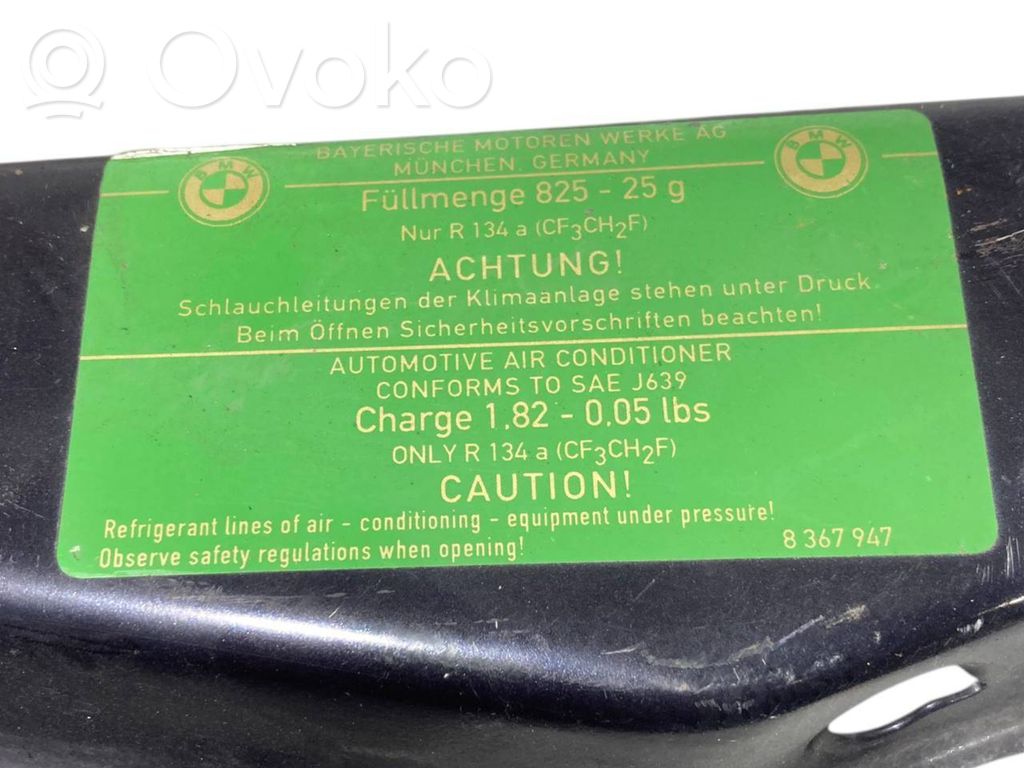 Ovoko
BAYERISCHE MOTOREN WERKE AG
MÜNCHEN, GERMANY
BMW
BMW
Füllmenge 825 - 25 g
Nur R 134 a (CF3CH2F)
ACHTUNG!
Schlauchleitungen der Klimaanlage stehen unter Druck.
Beim Öffnen Sicherheitsvorschriften beachten!
AUTOMOTIVE AIR CONDITIONER
CONFORMS TO SAE J639
Charge 1,82 - 0,05 lbs
ONLY R 134 a (CF3CH2F)
CAUTION!
Refrigerant lines of air - conditioning - equipment under pressure!
Observe safety regulations when opening!
8 367 947